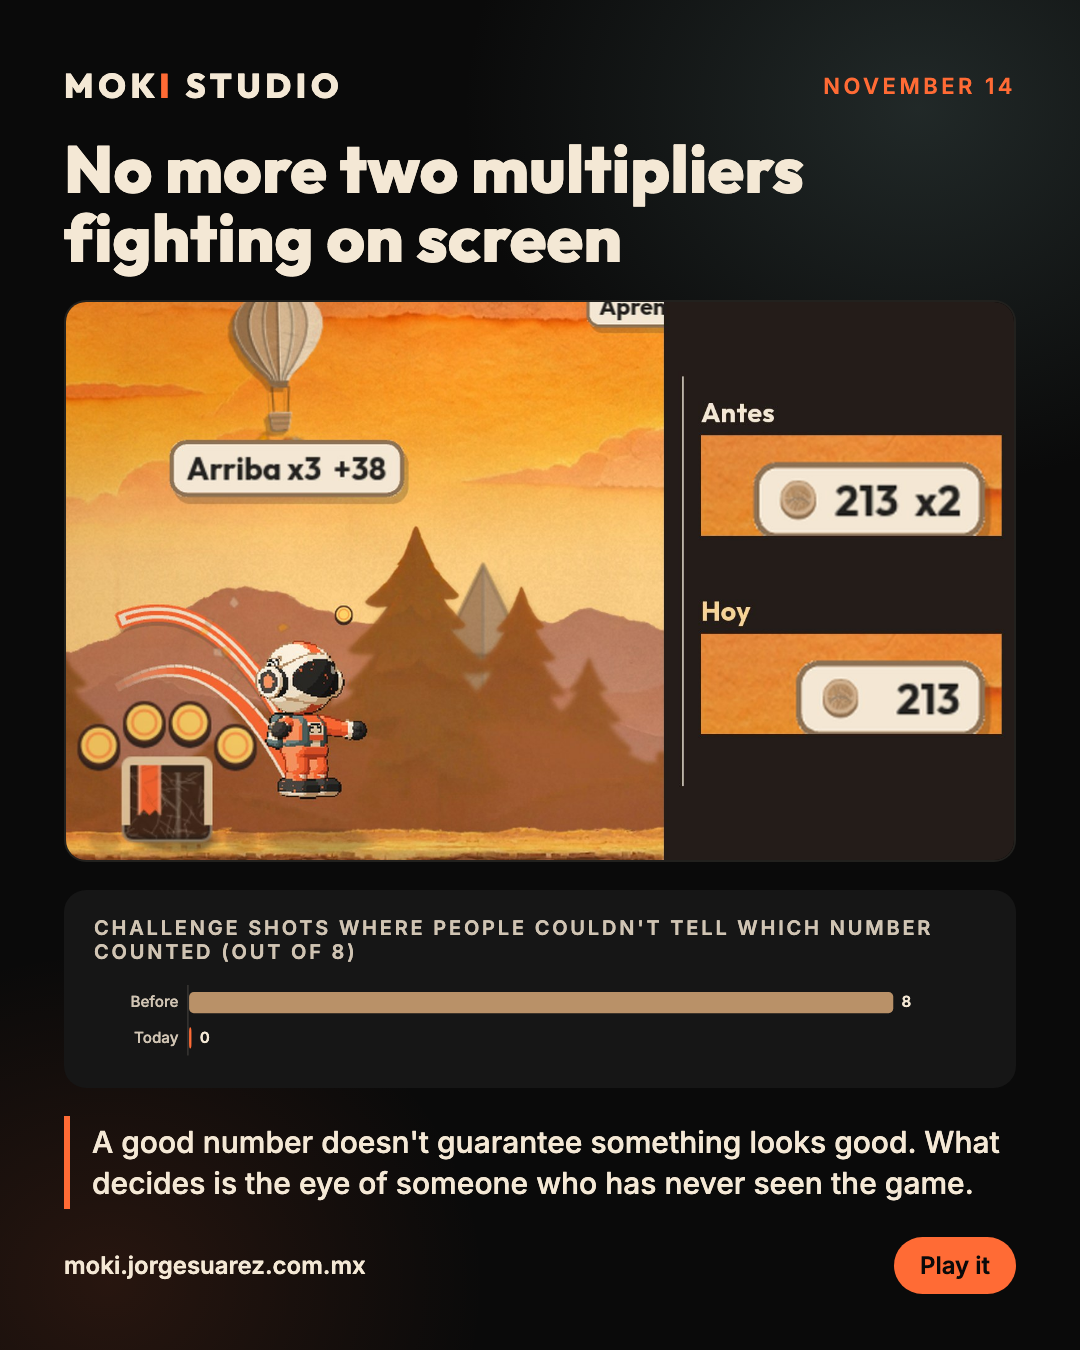 MOKI STUDIO
NOVEMBER 14
No more two multipliers
fighting on screen
Apren
Arriba x3 +38
Antes
213 x2
Hoy
213
CHALLENGE SHOTS WHERE PEOPLE COULDN'T TELL WHICH NUMBER
COUNTED (OUT OF 8)
Before 8
Today 0
A good number doesn't guarantee something looks good. What
decides is the eye of someone who has never seen the game.
moki.jorgesuarez.com.mx
Play it